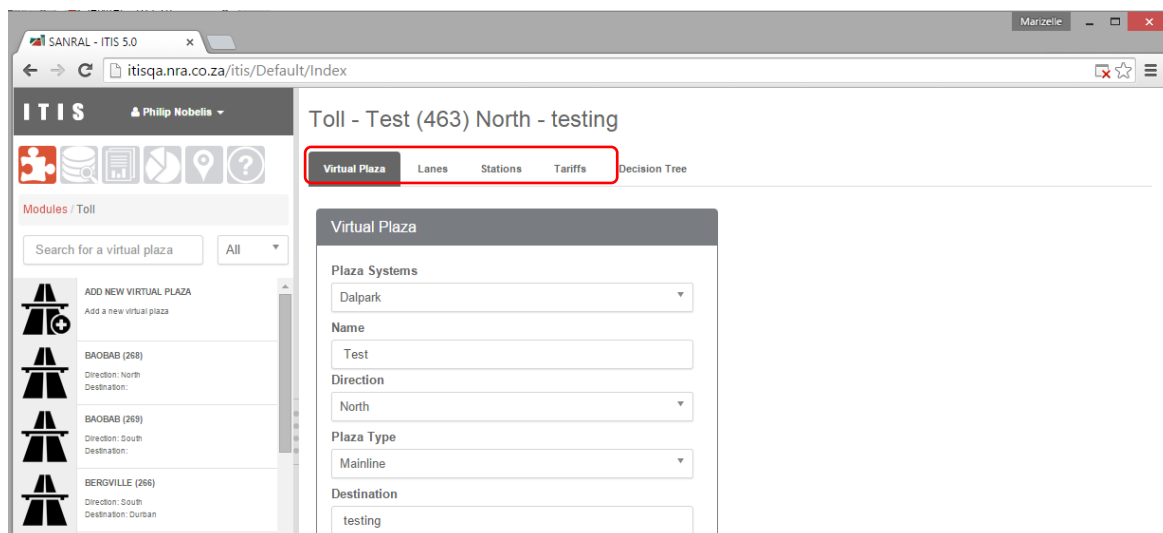 Marizelle
SANRAL - ITIS 5.0
itisqa.nra.co.za/itis/Default/Index
ITIS
Philip Nobelis
Modules / Toll
Search for a virtual plaza
All
ADD NEW VIRTUAL PLAZA
Add a new virtual plaza
BAOBAB (268)
Direction: North
Destination:
BAOBAB (269)
Direction: South
Destination:
BERGVILLE (266)
Direction: South
Destination: Durban
Toll - Test (463) North - testing
Virtual Plaza Lanes Stations Tariffs Decision Tree
Virtual Plaza
Plaza Systems
Dalpark
Name
Test
Direction
North
Plaza Type
Mainline
Destination
testing